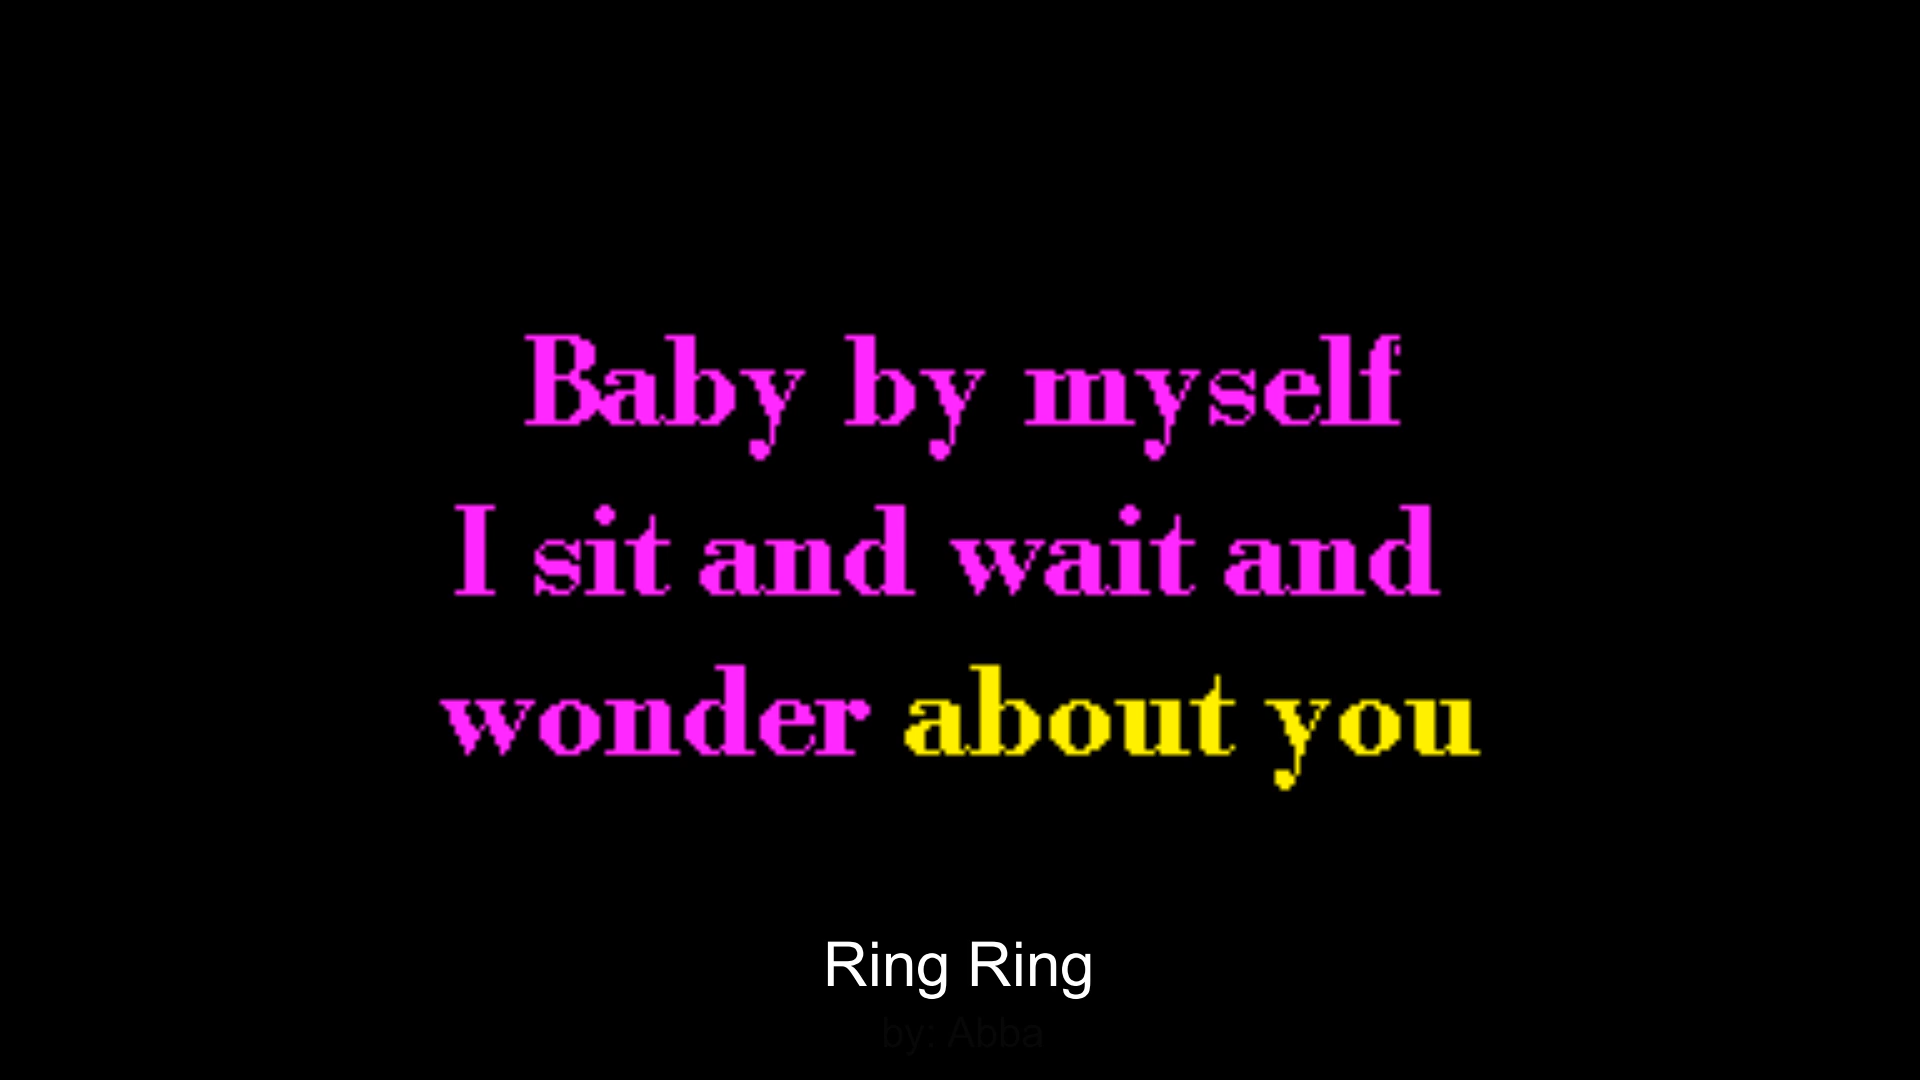 Baby by myself
I sit and wait and
wonder about you
Ring Ring
by: Abba